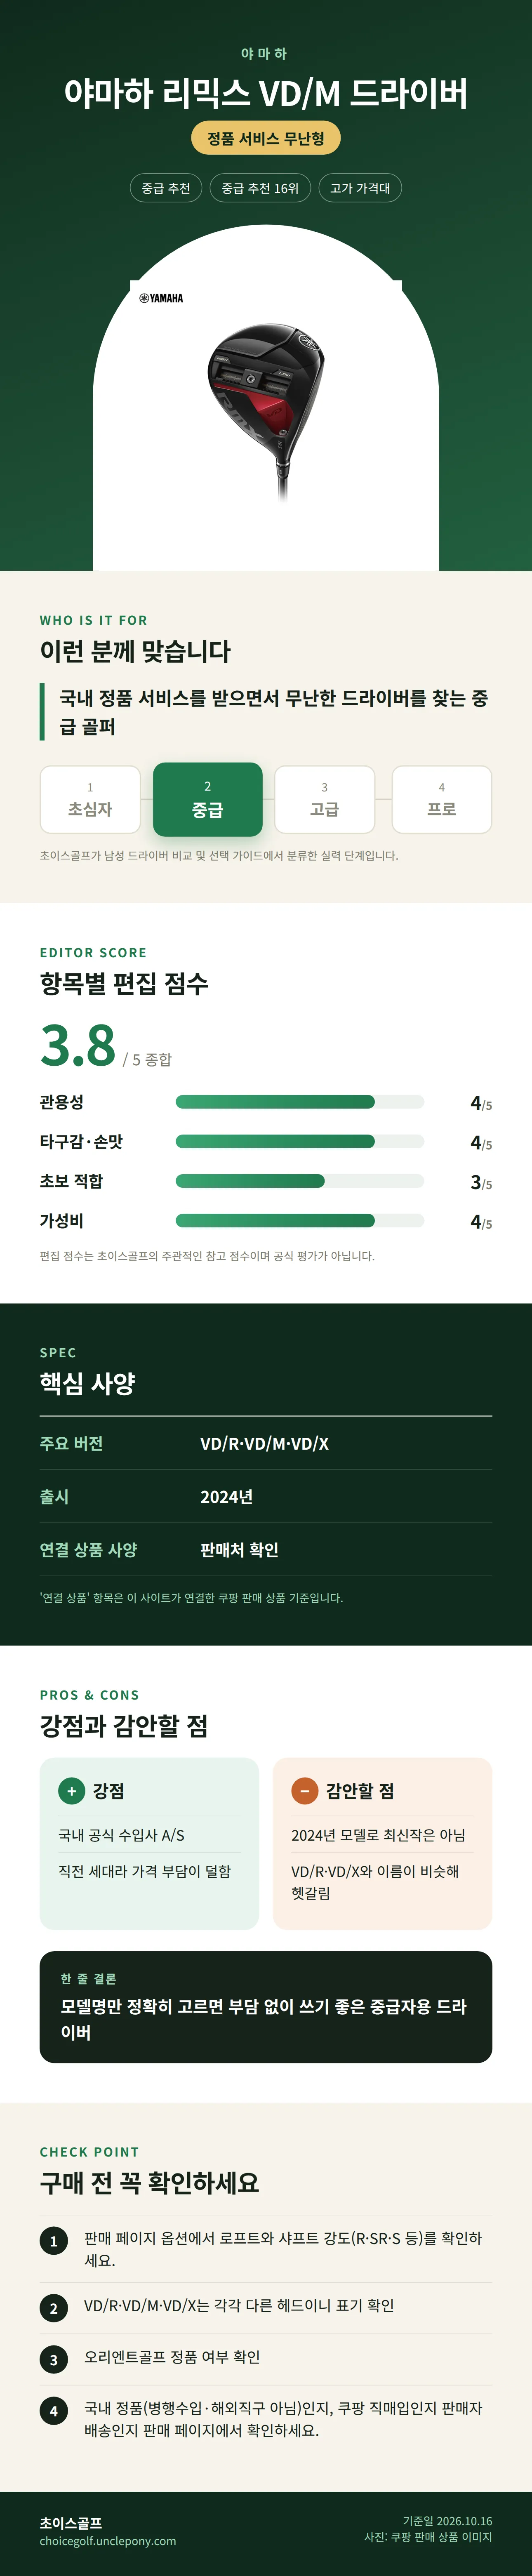 야마하
야마하 리믹스 VD/M 드라이버
정품 서비스 무난형
중급 추천
중급 추천 16위
고가 가격대
YAMAHA
WHO IS IT FOR
이런 분께 맞습니다
국내 정품 서비스를 받으면서 무난한 드라이버를 찾는 중
급 골퍼
1
초심자
2
중급
3
고급
4
프로
초이스골프가 남성 드라이버 비교 및 선택 가이드에서 분류한 실력 단계입니다.
EDITOR SCORE
항목별 편집 점수
3.8 / 5 종합
관용성 4/5
타구감·손맛 4/5
초보 적합 3/5
가성비 4/5
편집 점수는 초이스골프의 주관적인 참고 점수이며 공식 평가가 아닙니다.
SPEC
핵심 사양
주요 버전 VD/R·VD/M·VD/X
출시 2024년
연결 상품 사양 판매처 확인
'연결 상품' 항목은 이 사이트가 연결한 쿠팡 판매 상품 기준입니다.
PROS & CONS
강점과 감안할 점
+ 강점
국내 공식 수입사 A/S
직전 세대라 가격 부담이 덜함
− 감안할 점
2024년 모델로 최신작은 아님
VD/R·VD/X와 이름이 비슷해
헷갈림
한 줄 결론
모델명만 정확히 고르면 부담 없이 쓰기 좋은 중급자용 드라
이버
CHECK POINT
구매 전 꼭 확인하세요
1 판매 페이지 옵션에서 로프트와 샤프트 강도(R·SR·S 등)를 확인하
세요.
2 VD/R·VD/M·VD/X는 각각 다른 헤드이니 표기 확인
3 오리엔트골프 정품 여부 확인
4 국내 정품(병행수입·해외직구 아님)인지, 쿠팡 직매입인지 판매자
배송인지 판매 페이지에서 확인하세요.
초이스골프
choicegolf.unclepony.com
기준일 2026.10.16
사진: 쿠팡 판매 상품 이미지